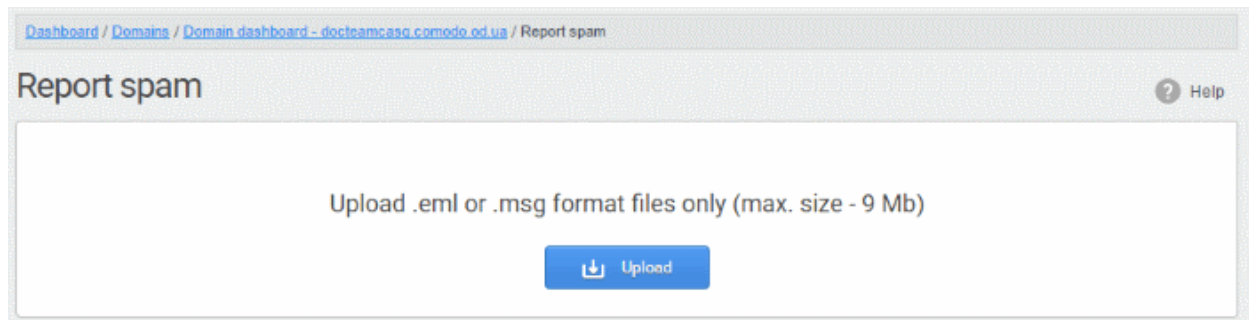 Dashboard / Domains / Domain dashboard - docteamcasg.comodo.od.ua / Report spam
Report spam
Help
Upload .eml or .msg format files only (max. size - 9 Mb)
Upload